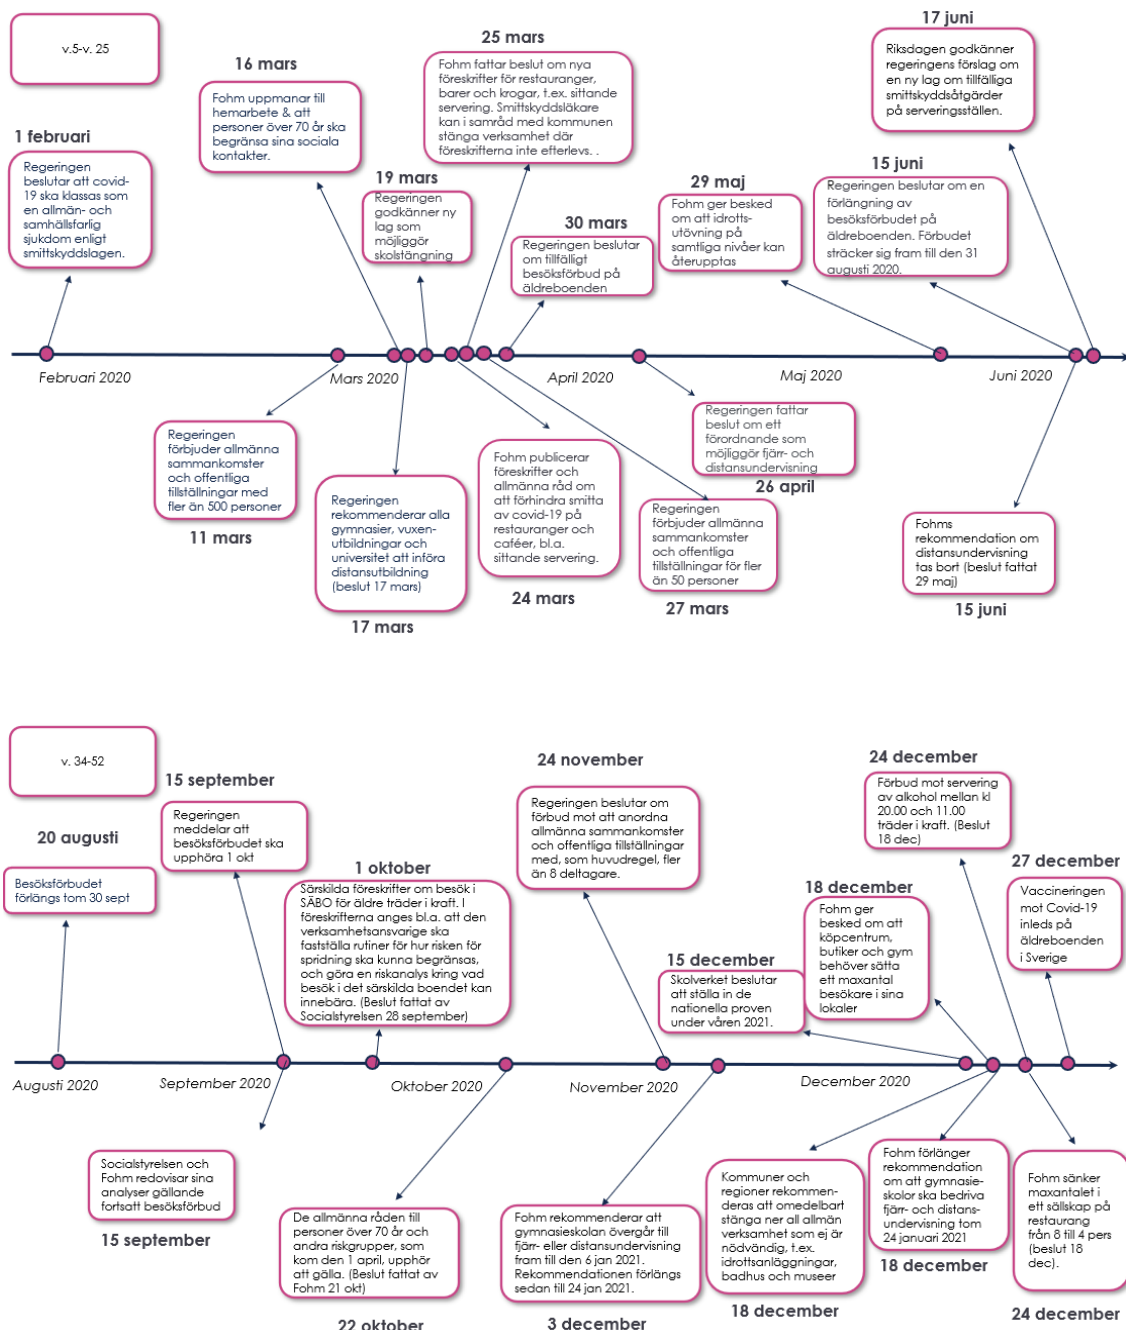 v.5-v. 25
1 februari
Regeringen
beslutar att covid-
19 ska klassas som
en allmän- och
samhällsfarlig
sjukdom enligt
smittskyddslagen.
16 mars
Fohm uppmanar till
hemarbete & att
personer över 70 år ska
begränsa sina sociala
kontakter.
19 mars
Regeringen
godkänner ny
lag som
möjliggör
skolstängning
25 mars
Fohm fattar beslut om nya
föreskrifter för restauranger,
barer och krogar, t.ex. sittande
servering. Smittskyddsläkare
kan i samråd med kommunen
stänga verksamhet där
föreskrifterna inte efterlevs. .
30 mars
Regeringen beslutar
om tillfälligt
besöksförbud på
äldreboenden
29 maj
Fohm ger besked
om att idrotts-
utövning på
samtliga nivåer kan
återupptas
15 juni
Regeringen beslutar om en
förlängning av
besöksförbudet på
äldreboenden. Förbudet
sträcker sig fram till den 31
augusti 2020.
17 juni
Riksdagen godkänner
regeringens förslag om
en ny lag om tillfälliga
smittskyddsåtgärder
på serveringsställen.
Februari 2020
Mars 2020
April 2020
Maj 2020
Juni 2020
Regeringen
förbjuder allmänna
sammankomster
och offentliga
tillställningar med
fler än 500 personer
11 mars
Regeringen
rekommenderar alla
gymnasier, vuxen-
utbildningar och
universitet att införa
distansutbildning
(beslut 17 mars)
17 mars
Fohm publicerar
föreskrifter och
allmänna råd om
att förhindra smitta
av covid-19 på
restauranger och
caféer, bl.a.
sittande servering.
24 mars
Regeringen
förbjuder allmänna
sammankomster
och offentliga
tillställningar för fler
än 50 personer
27 mars
Regeringen fattar
beslut om ett
förordnande som
möjliggör fjärr- och
distansundervisning
26 april
Fohms
rekommendation om
distansundervisning
tas bort (beslut fattat
29 maj)
15 juni
v. 34-52
20 augusti
Besöksförbudet
förlängs tom 30 sept
15 september
Regeringen
meddelar att
besöksförbudet ska
upphöra 1 okt
1 oktober
Särskilda föreskrifter om besök i
SÄBO för äldre träder i kraft. I
föreskrifterna anges bl.a. att den
verksamhetsansvarige ska
fastställa rutiner för hur risken för
spridning ska kunna begränsas,
och göra en riskanalys kring vad
besök i det särskilda boendet kan
innebära. (Beslut fattat av
Socialstyrelsen 28 september)
24 november
Regeringen beslutar om
förbud mot att anordna
allmänna sammankomster
och offentliga tillställningar
med, som huvudregel, fler
än 8 deltagare.
15 december
Skolverket beslutar
att ställa in de
nationella proven
under våren 2021.
18 december
Fohm ger
besked om att
köpcentrum,
butiker och gym
behöver sätta
ett maxantal
besökare i sina
lokaler
24 december
Förbud mot servering
av alkohol mellan kl
20.00 och 11.00
träder i kraft. (Beslut
18 dec)
27 december
Vaccineringen
mot Covid-19
inleds på
äldreboenden
i Sverige
Augusti 2020
September 2020
Oktober 2020
November 2020
December 2020
Socialstyrelsen och
Fohm redovisar sina
analyser gällande
fortsatt besöksförbud
15 september
De allmänna råden till
personer över 70 år och
andra riskgrupper, som
kom den 1 april, upphör
att gälla. (Beslut fattat av
Fohm 21 okt)
22 oktober
Fohm rekommenderar att
gymnasieskolan övergår till
fjärr- eller distansundervisning
fram till den 6 jan 2021.
Rekommendationen förlängs
sedan till 24 jan 2021.
3 december
Kommuner och
regioner rekommen-
deras att omedelbart
stänga ner all allmän
verksamhet som ej är
nödvändig, t.ex.
idrottsanläggningar,
badhus och museer
18 december
Fohm förlänger
rekommendation
om att gymnasie-
skolor ska bedriva
fjärr- och distans-
undervisning tom
24 januari 2021
18 december
Fohm sänker
maxantalet i
ett sällskap på
restaurang
från 8 till 4 pers
(beslut 18
dec).
24 december